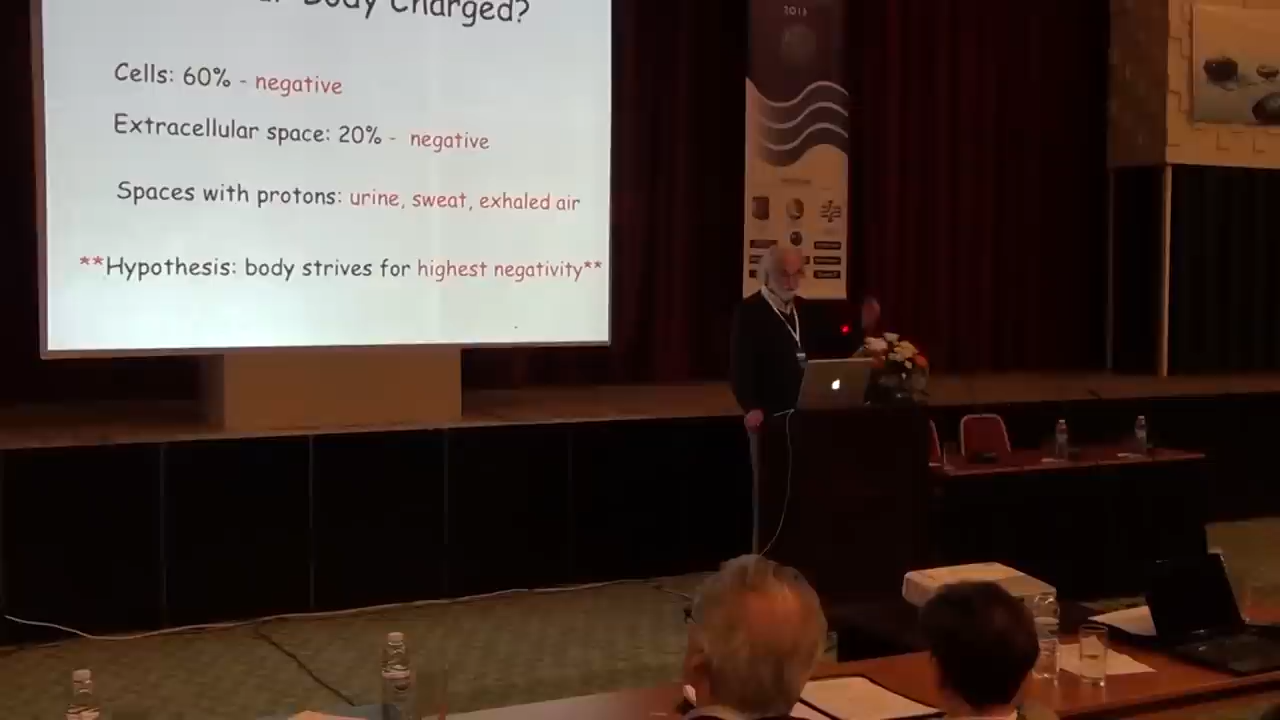 Body Charged?
Cells: 60% - negative
Extracellular space: 20% - negative
Spaces with protons: urine, sweat, exhaled air
**Hypothesis: body strives for highest negativity**
2013